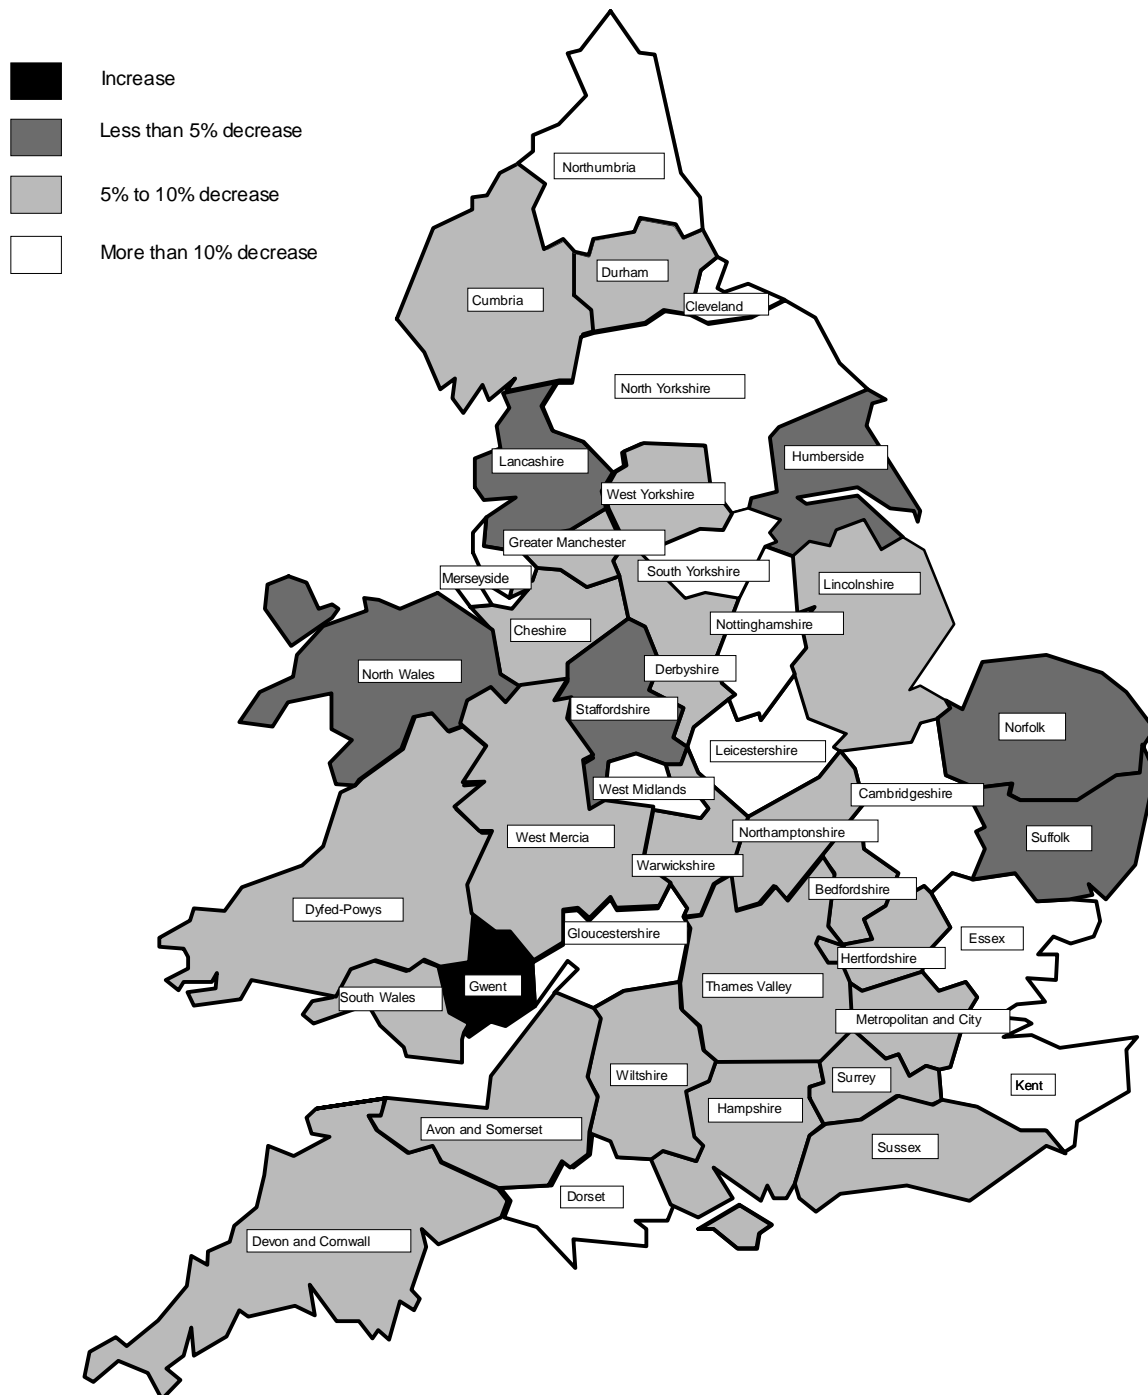 Increase
Less than 5% decrease
5% to 10% decrease
More than 10% decrease
Northumbria
Durham
Cumbria
Cleveland
North Yorkshire
Humberside
Lancashire
West Yorkshire
Greater Manchester
South Yorkshire
Merseyside
Lincolnshire
Nottinghamshire
Cheshire
Derbyshire
North Wales
Staffordshire
Norfolk
Leicestershire
West Midlands
Cambridgeshire
Northamptonshire
West Mercia
Suffolk
Warwickshire
Bedfordshire
Dyfed-Powys
Gloucestershire
Essex
Hertfordshire
Gwent
Thames Valley
South Wales
Metropolitan and City
Wiltshire
Surrey
Kent
Hampshire
Avon and Somerset
Sussex
Dorset
Devon and Cornwall